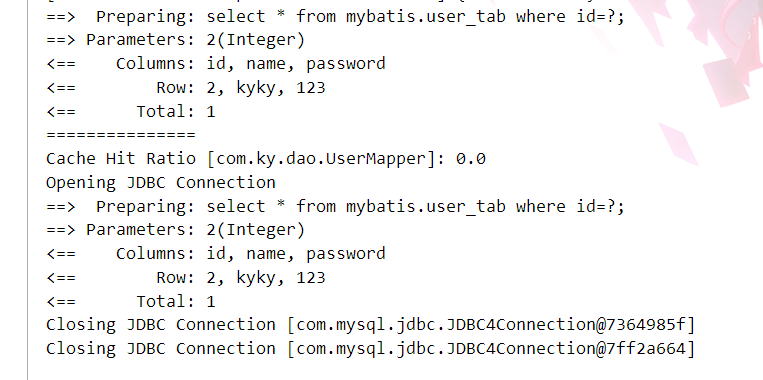 ==>  Preparing: select * from mybatis.user_tab where id=?;
==> Parameters: 2(Integer)
<==    Columns: id, name, password
<==        Row: 2, kyky, 123
<==      Total: 1
===============
Cache Hit Ratio [com.ky.dao.UserMapper]: 0.0
Opening JDBC Connection
==>  Preparing: select * from mybatis.user_tab where id=?;
==> Parameters: 2(Integer)
<==    Columns: id, name, password
<==        Row: 2, kyky, 123
<==      Total: 1
Closing JDBC Connection [com.mysql.jdbc.JDBC4Connection@7364985f]
Closing JDBC Connection [com.mysql.jdbc.JDBC4Connection@7ff2a664]